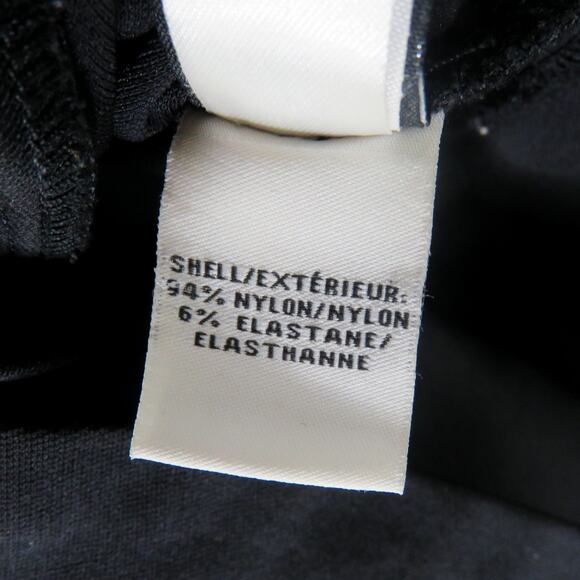 SHELL/EXTÉRIEUR:
94% NYLON/NYLON
6% ELASTANE/
ELASTHANNE